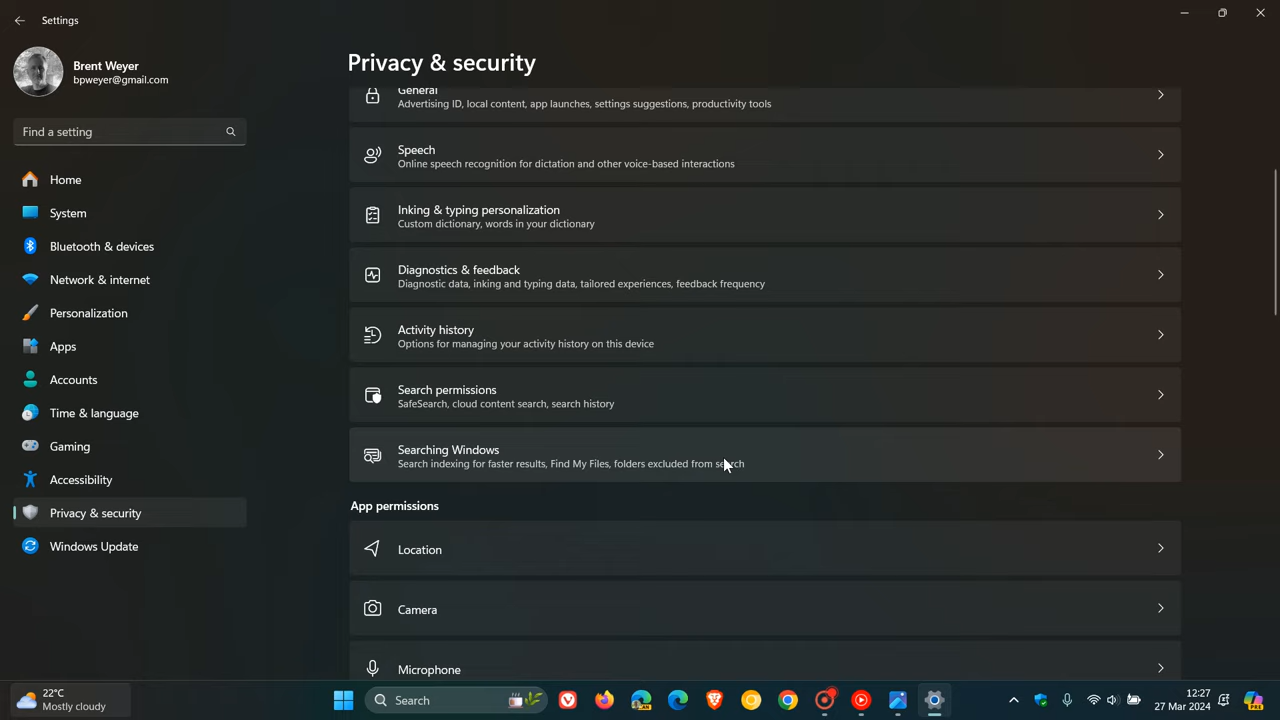 Settings
Brent Weyer
bpweyer@gmail.com
Find a setting
Home
System
Bluetooth & devices
Network & internet
Personalization
Apps
Accounts
Time & language
Gaming
Accessibility
Privacy & security
Windows Update
Privacy & security
General
Advertising ID, local content, app launches, settings suggestions, productivity tools
Speech
Online speech recognition for dictation and other voice-based interactions
Inking & typing personalization
Custom dictionary, words in your dictionary
Diagnostics & feedback
Diagnostic data, inking and typing data, tailored experiences, feedback frequency
Activity history
Options for managing your activity history on this device
Search permissions
SafeSearch, cloud content search, search history
Searching Windows
Search indexing for faster results, Find My Files, folders excluded from search
App permissions
Location
Camera
Microphone
22°C
Mostly cloudy
Search
CAN
12:27
27 Mar 2024
PRE